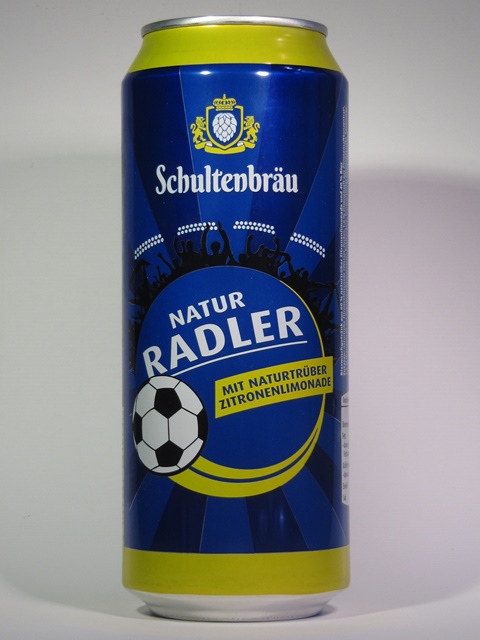 Schultenbräu
NATUR
RADLER
MIT NATURTRÜBER
ZITRONENLIMONADE